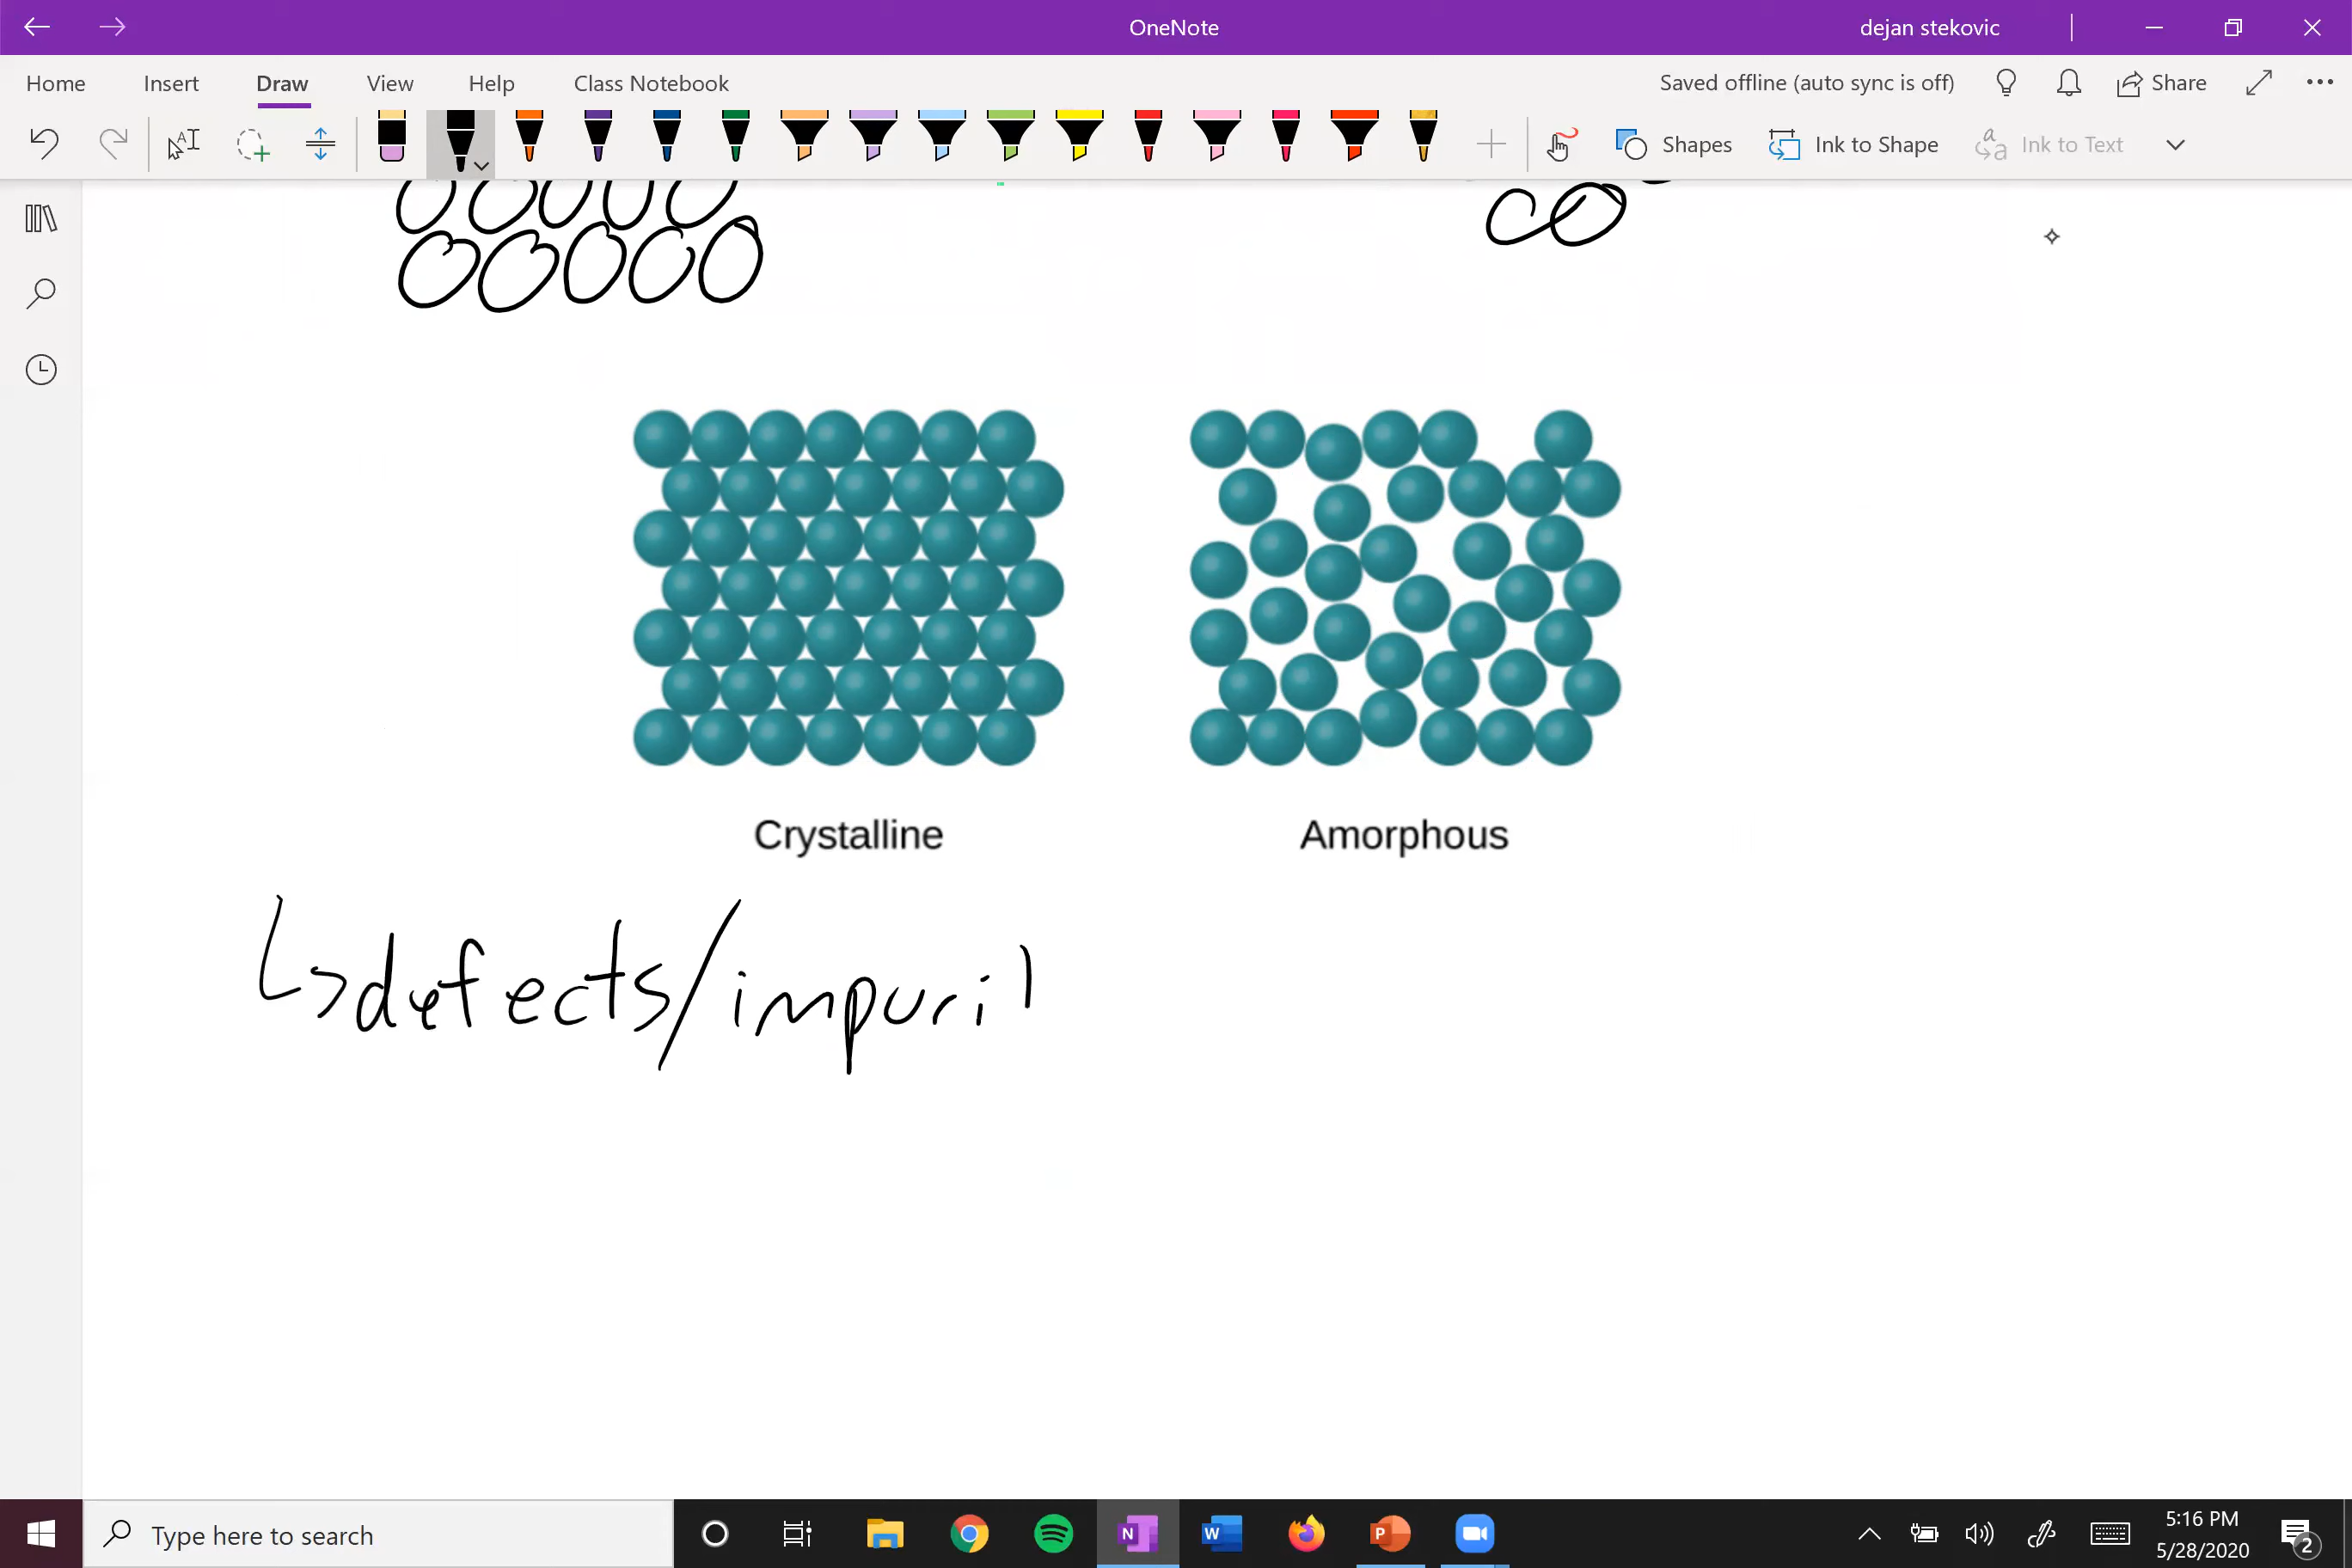 OneNote
dejan stekovic
Home Insert Draw View Help Class Notebook
Saved offline (auto sync is off)
Share
Shapes
Ink to Shape
Ink to Text
Crystalline
Amorphous
defects/impuri
Type here to search
5:16 PM
5/28/2020
2